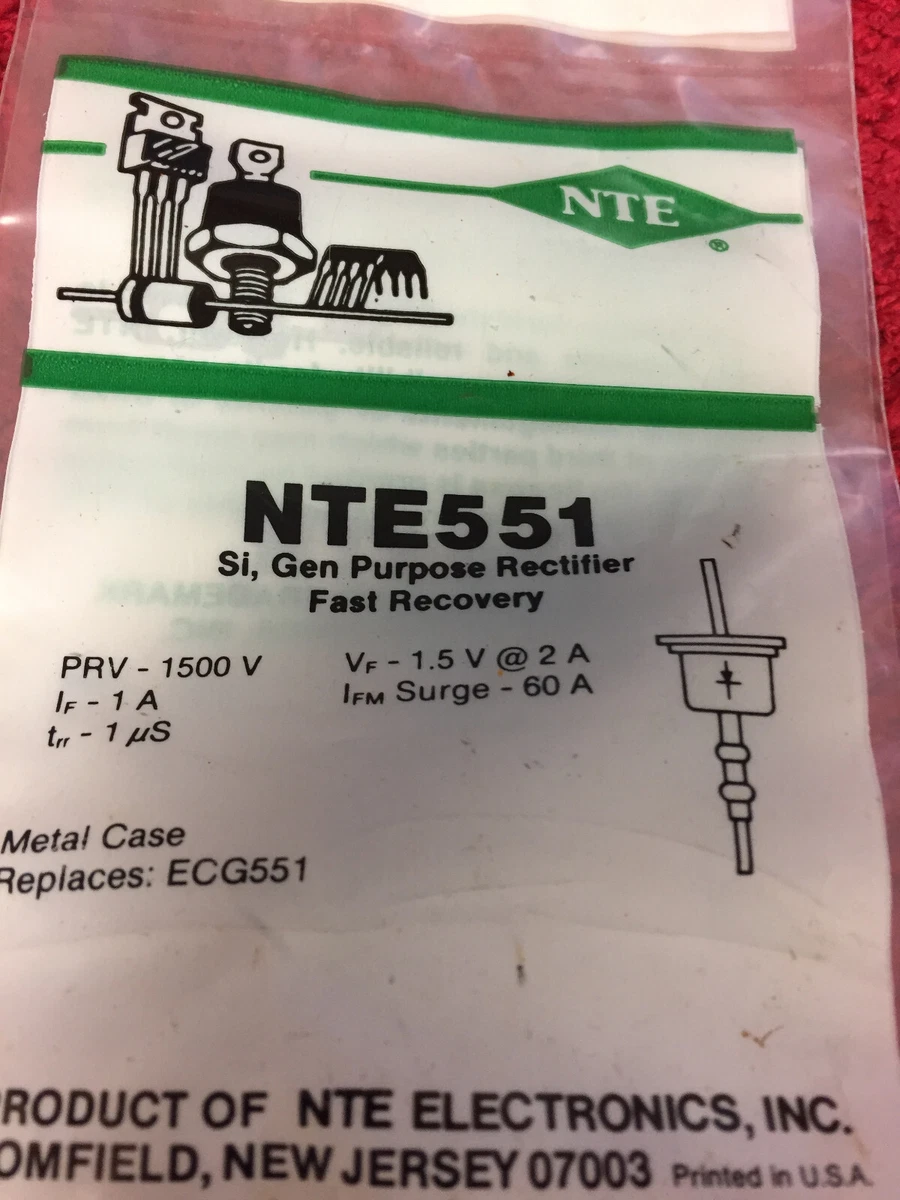 NTE
®
NTE551
Si, Gen Purpose Rectifier
Fast Recovery
PRV - 1500 V
IF - 1 A
trr - 1 µS
VF - 1.5 V @ 2 A
IFM Surge - 60 A
Metal Case
Replaces: ECG551
RODUCT OF NTE ELECTRONICS, INC.
OMFIELD, NEW JERSEY 07003 Printed in U.S.A.